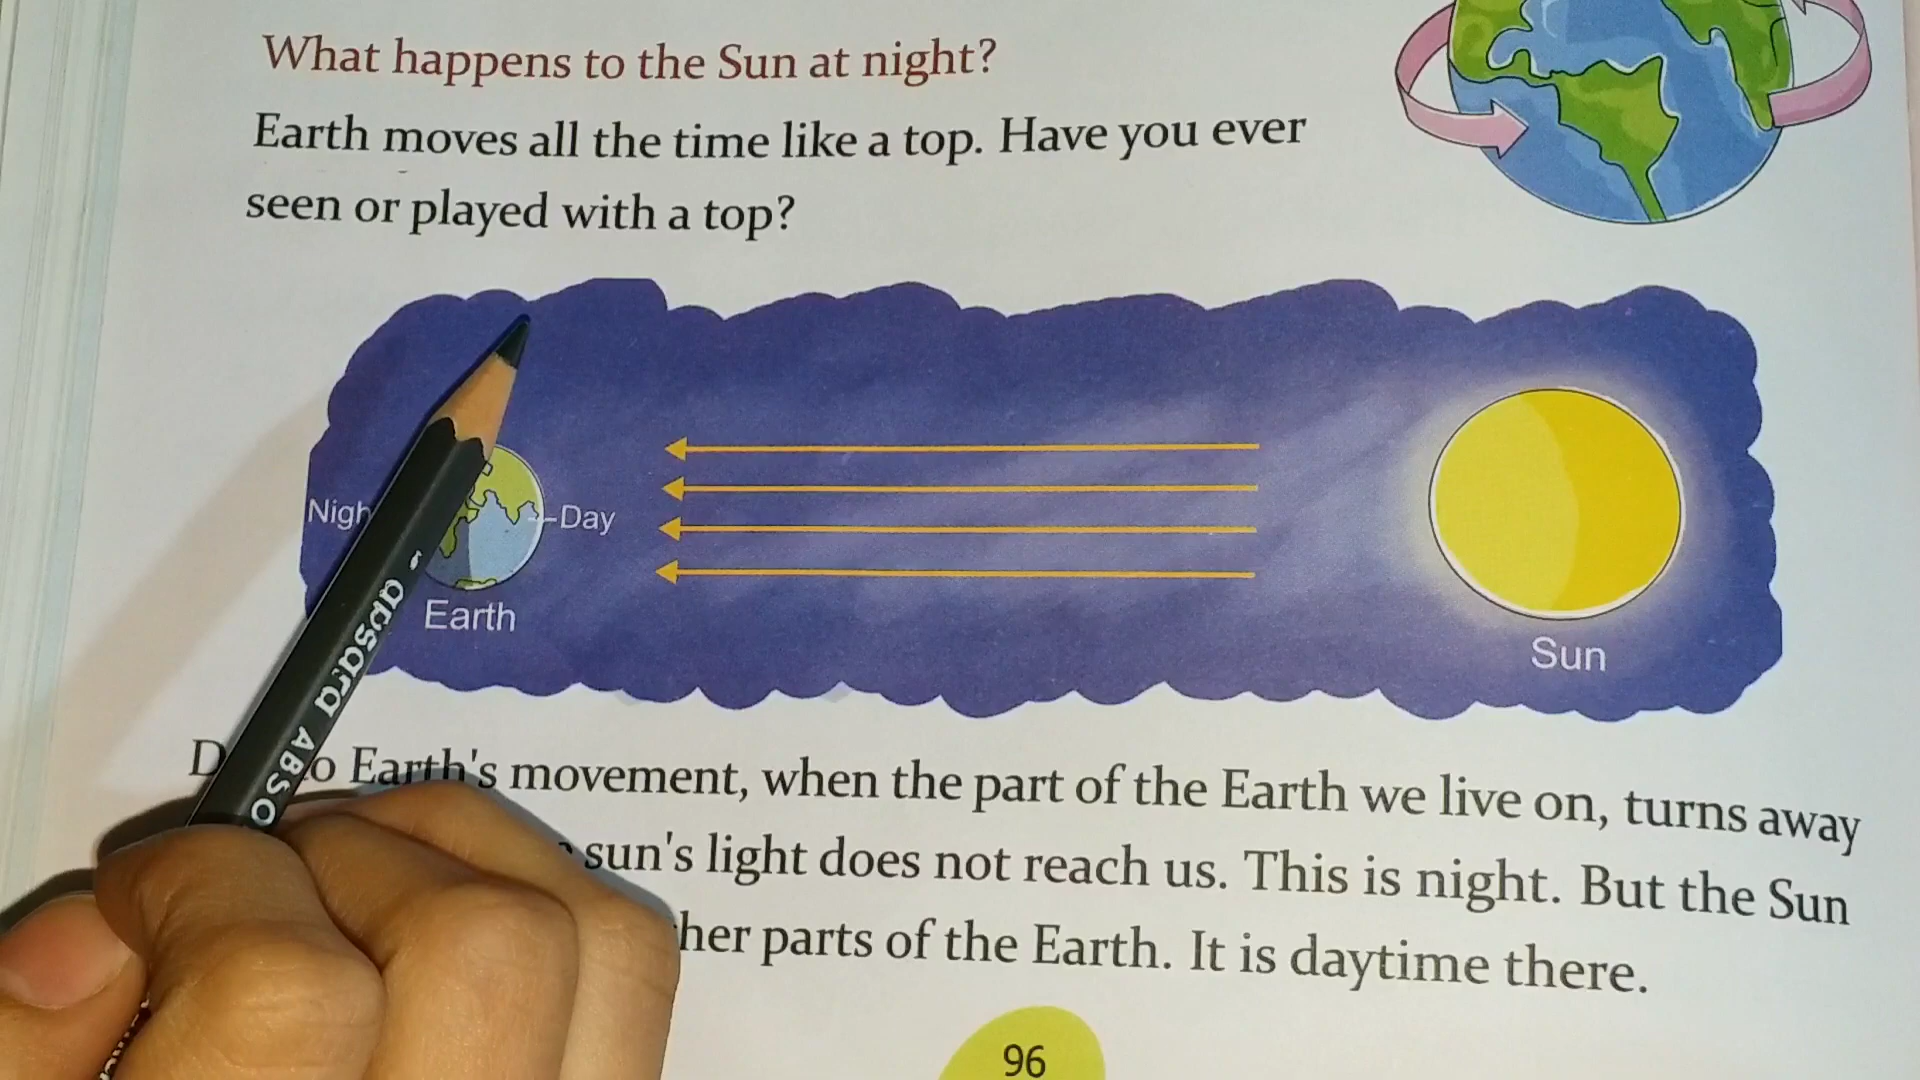 What happens to the Sun at night?
Earth moves all the time like a top. Have you ever
seen or played with a top?
Day
Earth
Sun
Earth's movement, when the part of the Earth we live on, turns away
sun's light does not reach us. This is night. But the Sun
parts of the Earth. It is daytime there.
apsara ABSO
96